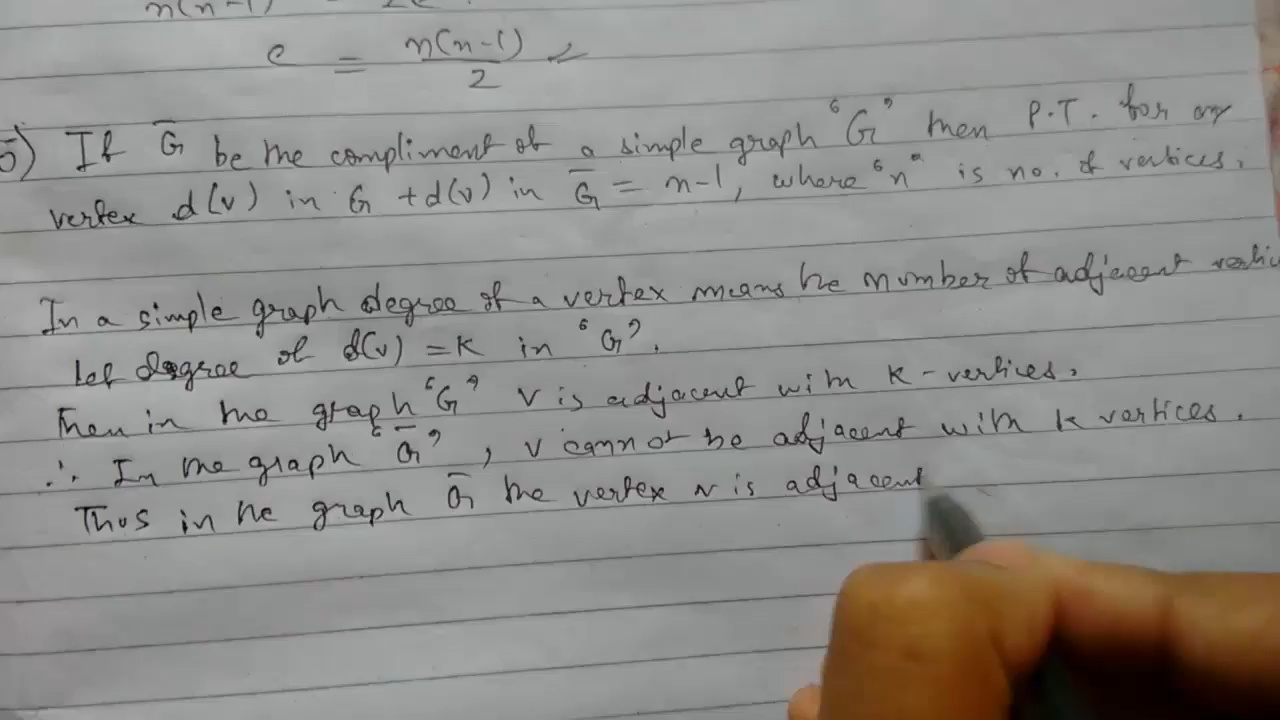 n(n-1) 2e
e = n(n-1)/2
5) If G̅ be the compliment of a simple graph "G" then P.T. for any
vertex d(v) in G + d(v) in G̅ = n-1, where "n" is no. of vertices.
In a simple graph degree of a vertex means the number of adjacent
Let degree of d(v) = K in "G".
Then in the graph "G" v is adjacent with K-vertices.
∴ In the graph "G̅", v cannot be adjacent with k vertices.
Thus in the graph G̅ the vertex v is adjacent